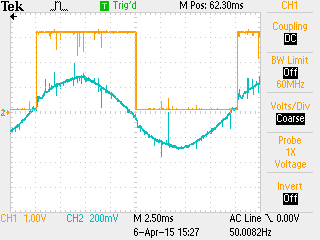 Tek Trig'd M Pos: 62.30ms CH1
Coupling
DC
BW Limit
Off
60MHz
Volts/Div
Coarse
Probe
1X
Voltage
Invert
Off
2
CH1 1.00V CH2 200mV M 2.50ms AC Line 0.00V
6-Apr-15 15:27 50.0082Hz